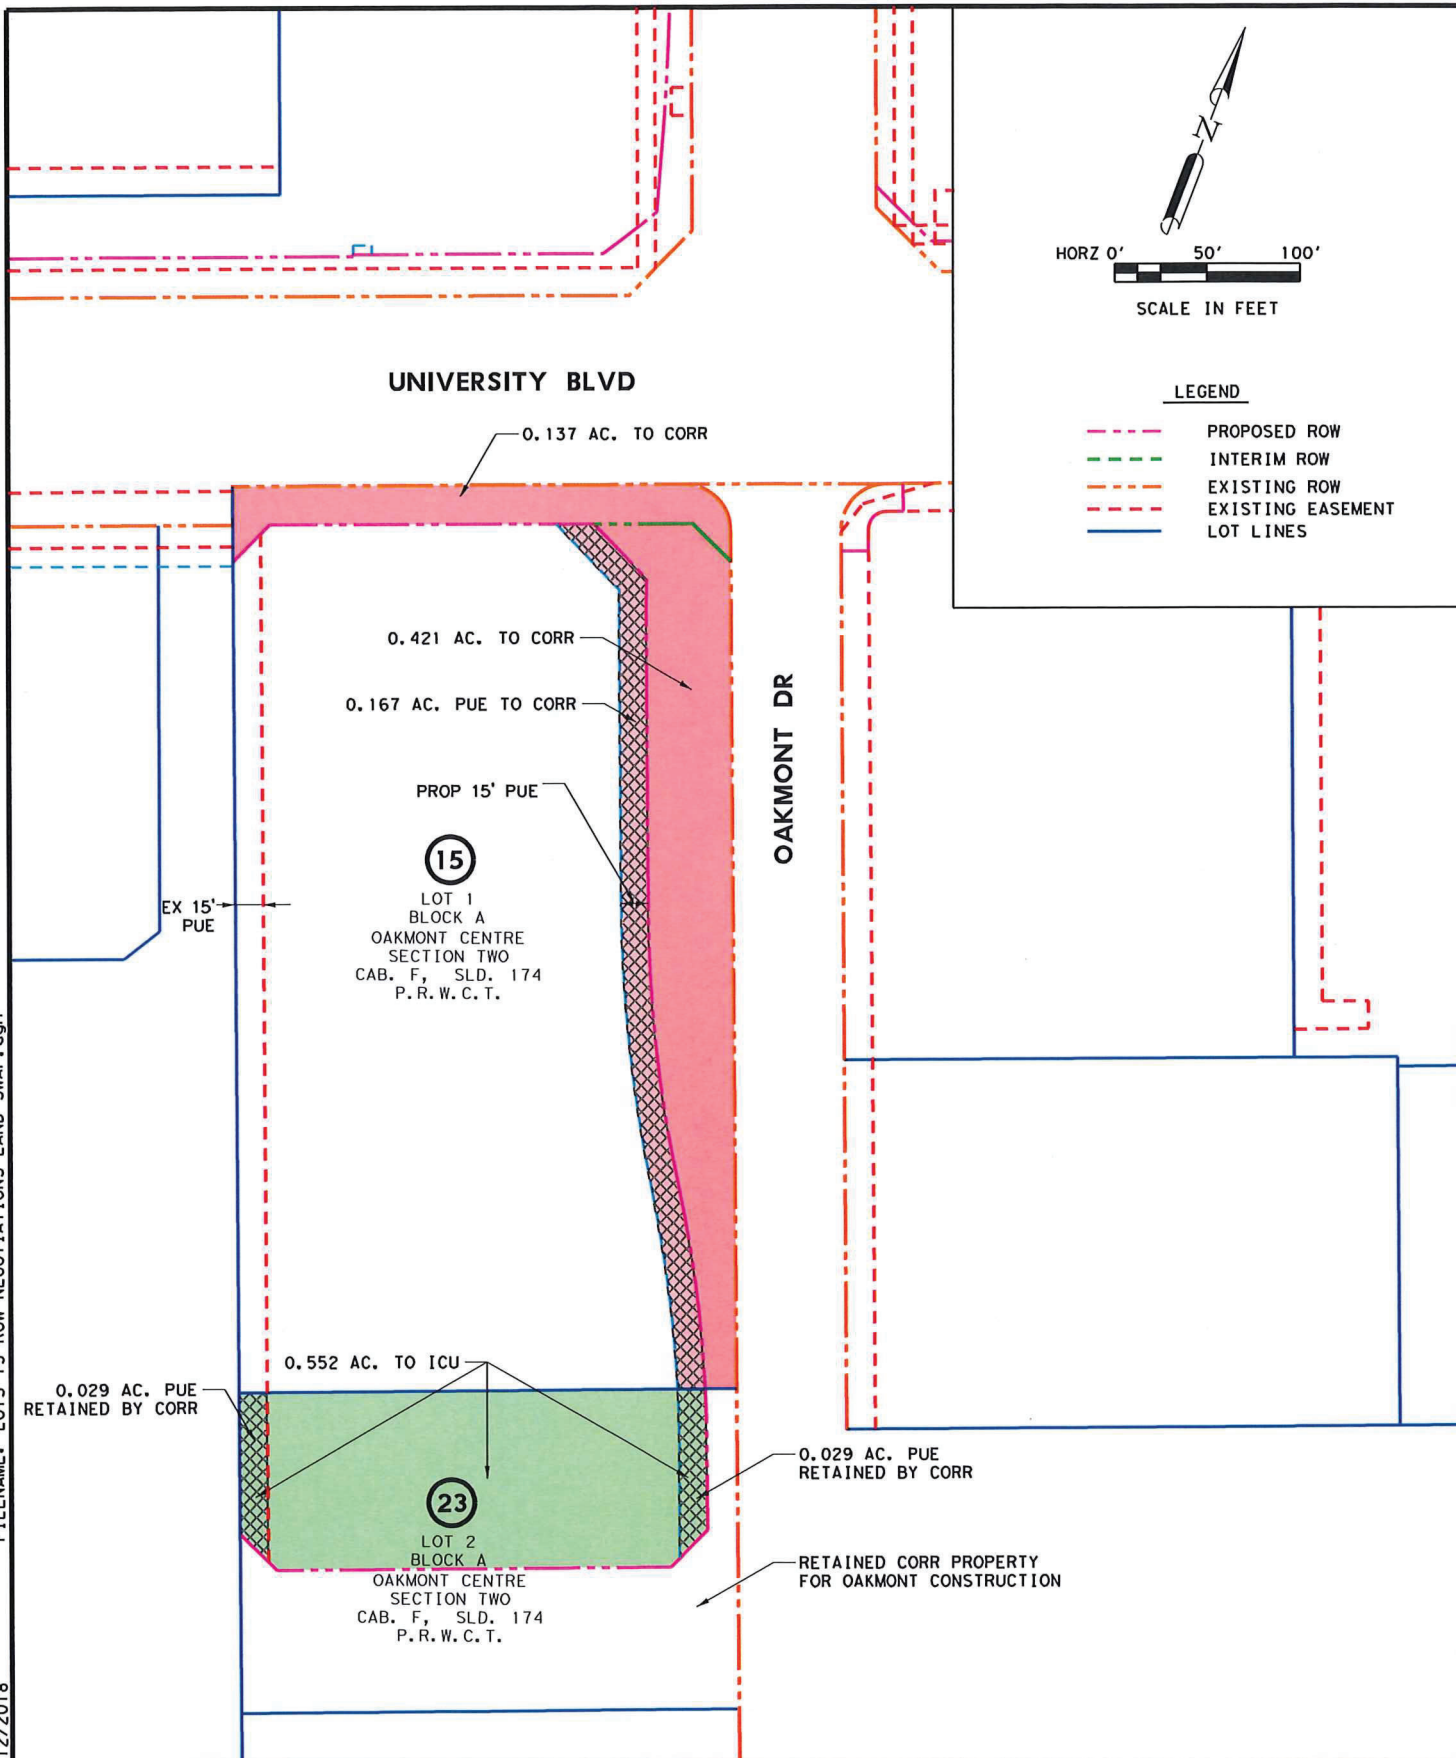 N
HORZ 0' 50' 100'
SCALE IN FEET
LEGEND
PROPOSED ROW
INTERIM ROW
EXISTING ROW
EXISTING EASEMENT
LOT LINES
UNIVERSITY BLVD
0.137 AC. TO CORR
0.421 AC. TO CORR
0.167 AC. PUE TO CORR
PROP 15' PUE
OAKMONT DR
15
LOT 1
BLOCK A
OAKMONT CENTRE
SECTION TWO
CAB. F, SLD. 174
P.R.W.C.T.
EX 15'
PUE
0.552 AC. TO ICU
0.029 AC. PUE
RETAINED BY CORR
0.029 AC. PUE
RETAINED BY CORR
23
LOT 2
BLOCK A
OAKMONT CENTRE
SECTION TWO
CAB. F, SLD. 174
P.R.W.C.T.
RETAINED CORR PROPERTY
FOR OAKMONT CONSTRUCTION